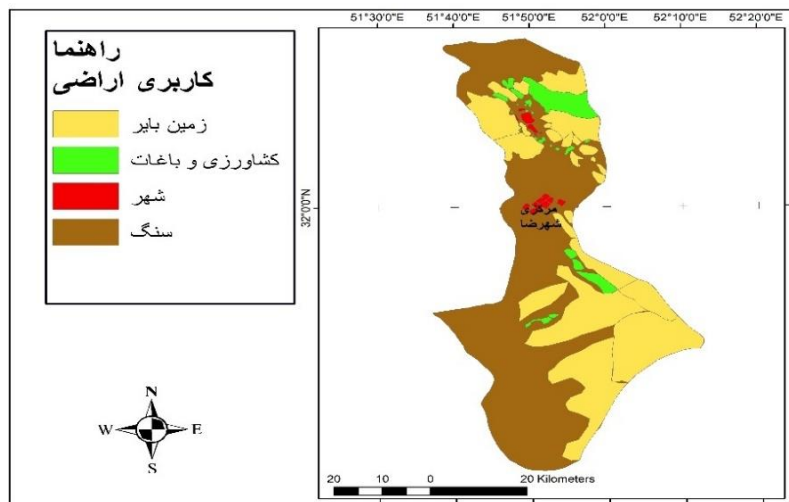 51°30'0"E 51°40'0"E 51°50'0"E 52°0'0"E 52°10'0"E 52°20'0"E
راهنما
کاربری اراضی
زمین بایر
کشاورزی و باغات
شهر
سنگ
32°0'0"N
مرکزی
شهرضا
N
W E
S
20 10 0 20 Kilometers